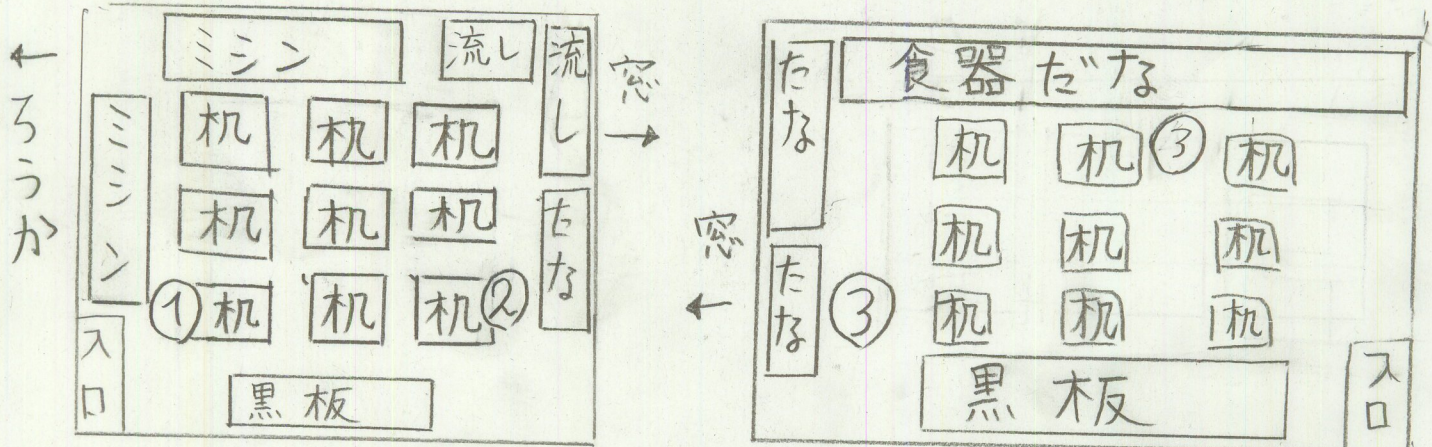 ミシン
流し
流し
窓
→
←
ろうか
ミシン
机 机 机
机 机 机
たな
① 机 机 机 ②
入口
黒板
たな
食器だな
机 机 ③ 机
窓
←
机 机 机
たな
③
机 机 机
黒板
入口